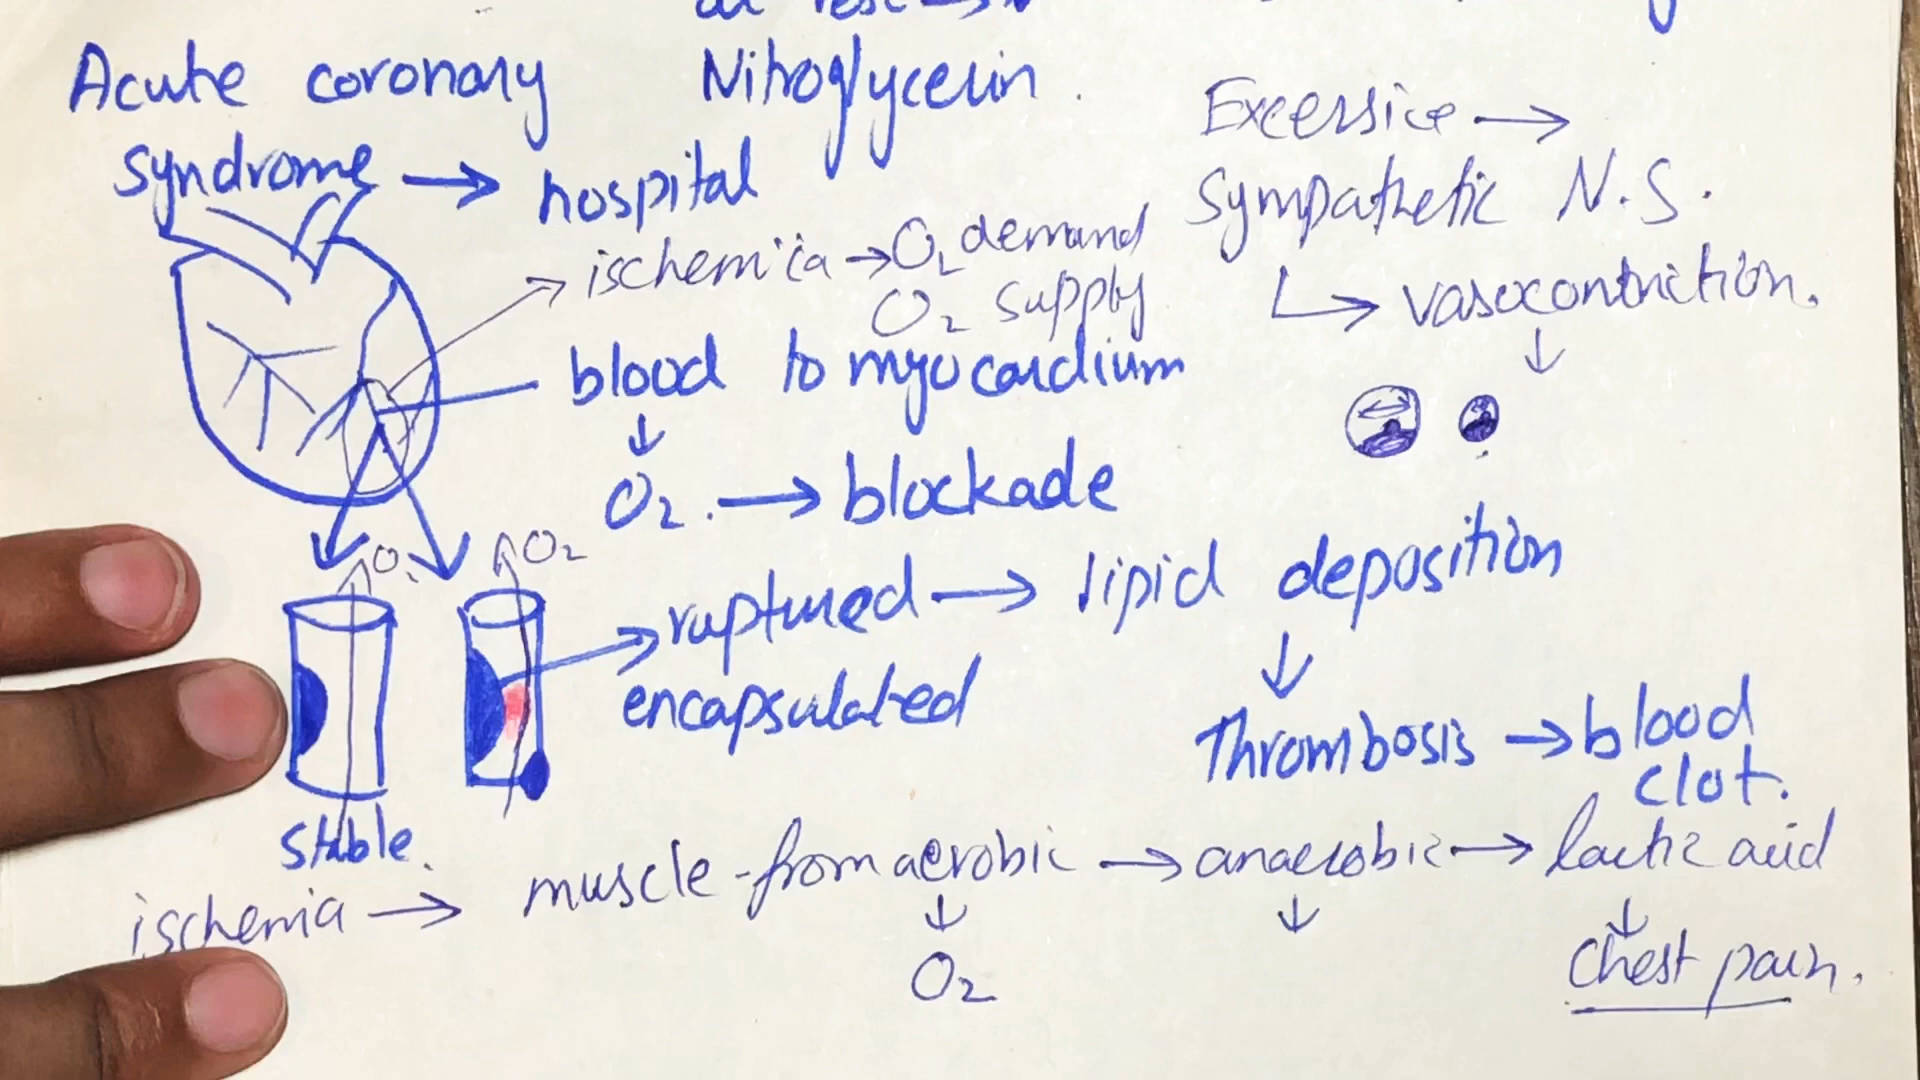 Acute coronary Nitroglycerin.
syndrome → hospital
Excersice →
Sympathetic N.S.
↳ vasocontriction.
↓
ischemia → O2 demand
O2 supply
blood to myocardium
↓
O2. → blockade
O2
O2
ruptured → lipid deposition
encapsulated
↓
Thrombosis → blood
clot.
stable.
ischemia → muscle - from aerobic → anaerobic → lactic acid
↓ ↓ ↓
O2 chest pain.